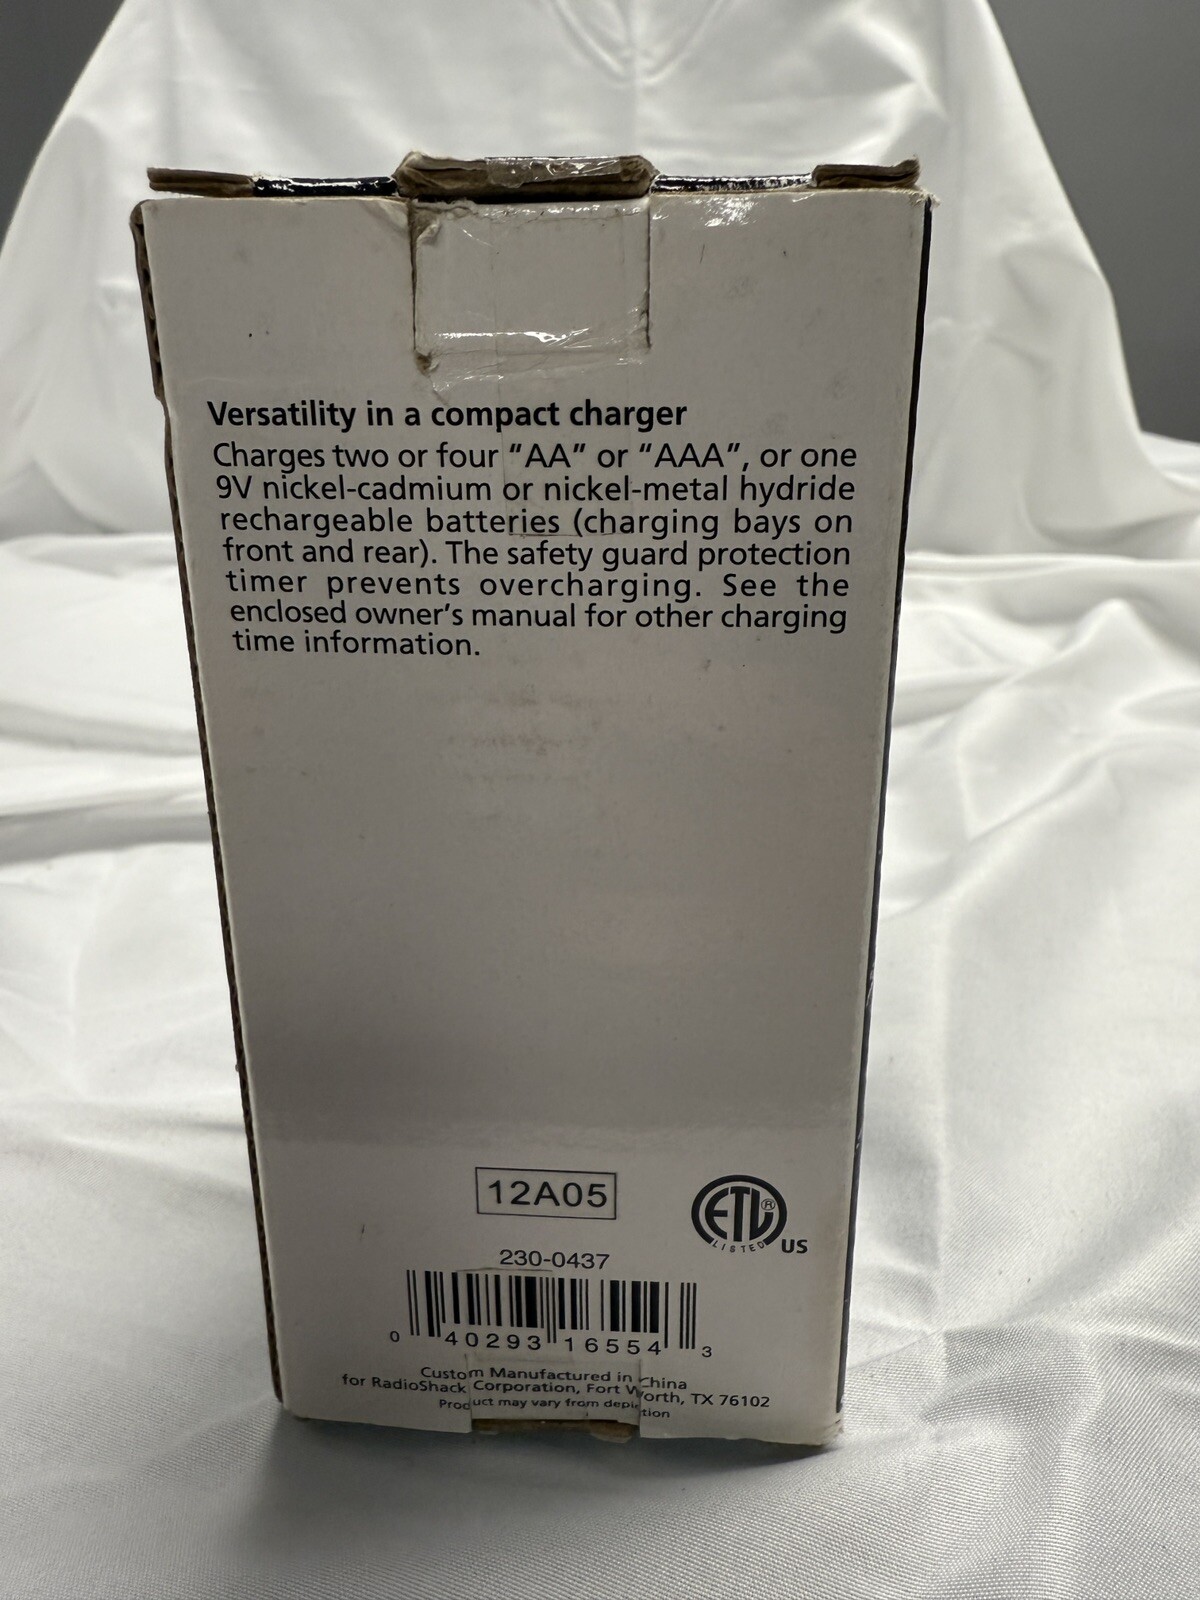 Versatility in a compact charger
Charges two or four “AA” or “AAA”, or one
9V nickel-cadmium or nickel-metal hydride
rechargeable batteries (charging bays on
front and rear). The safety guard protection
timer prevents overcharging. See the
enclosed owner’s manual for other charging
time information.
12A05
ETL®
LISTED US
230-0437
0 40293 16554 3
Custom Manufactured in China
for RadioShack Corporation, Fort Worth, TX 76102
Product may vary from depiction